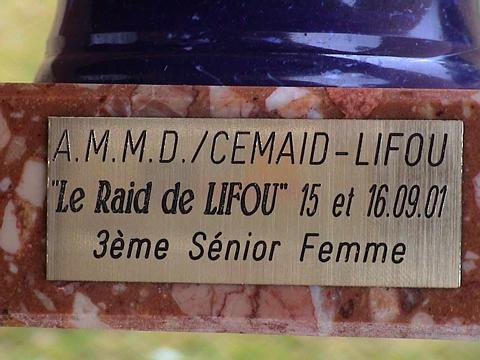 A.M.M.D./CEMAID-LIFOU
"Le Raid de LIFOU" 15 et 16.09.01
3ème Sénior Femme